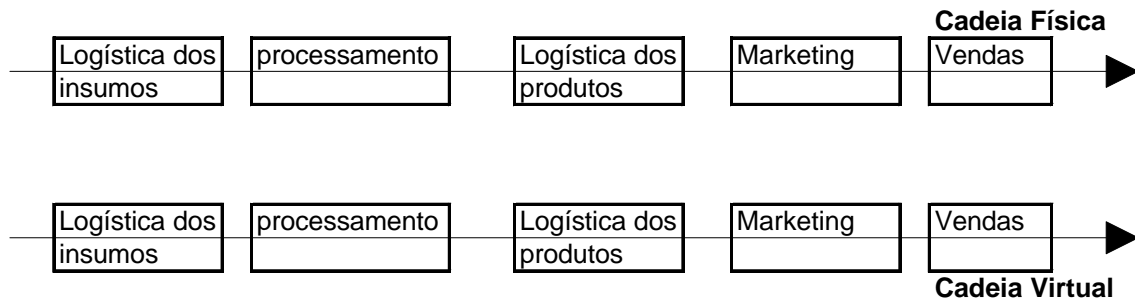 Cadeia Física
Logística dos processamento Logística dos Marketing Vendas
insumos produtos
Logística dos processamento Logística dos Marketing Vendas
insumos produtos
Cadeia Virtual